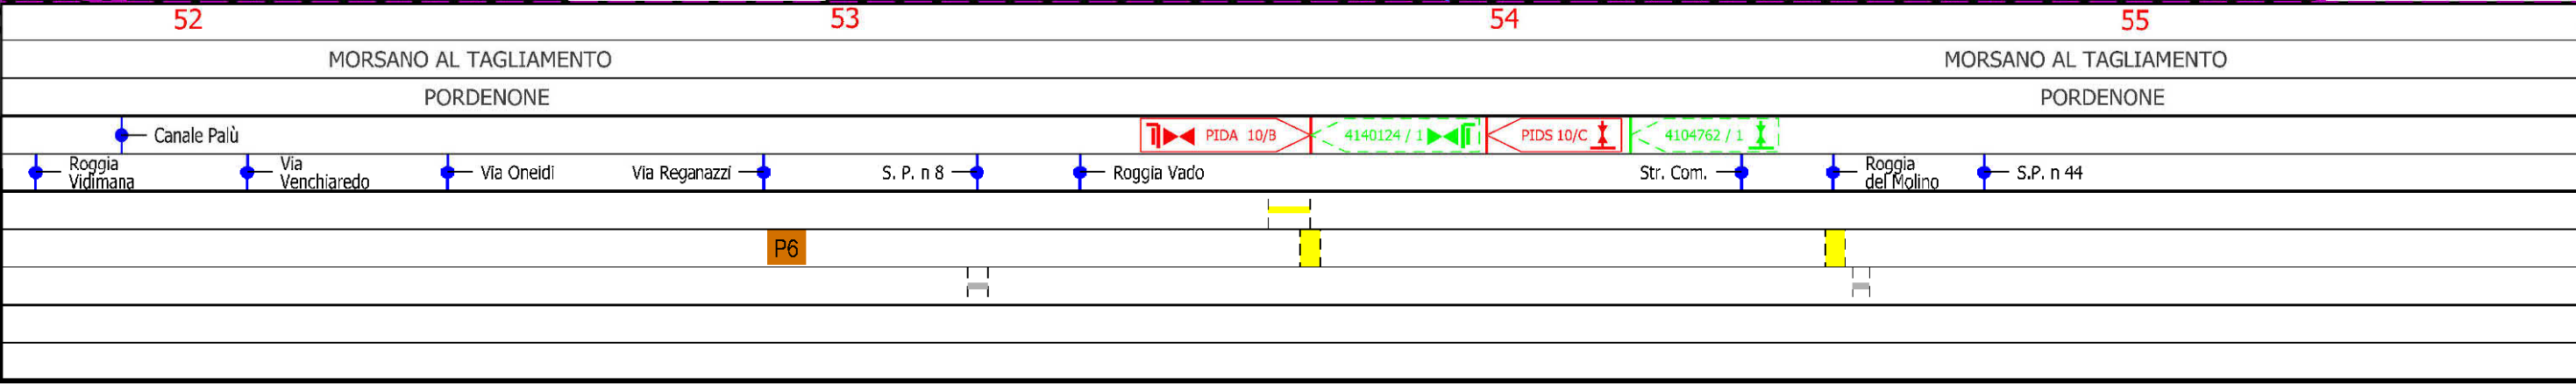 52 53 54 55
MORSANO AL TAGLIAMENTO MORSANO AL TAGLIAMENTO
PORDENONE PORDENONE
Canale Palù PIDA 10/B 4140124 / 1 PIDS 10/C 4104762 / 1
Roggia
Vidimana
Via
Venchiaredo
Via Oneidi
Via Reganazzi
S. P. n 8
Roggia Vado
Str. Com.
Roggia
del Molino
S.P. n 44
P6